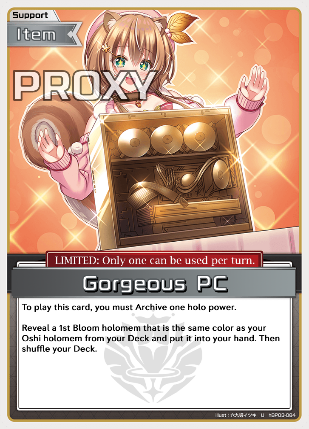 Support
Item
PROXY
LIMITED: Only one can be used per turn.
Gorgeous PC
To play this card, you must Archive one holo power.
Reveal a 1st Bloom holomem that is the same color as your
Oshi holomem from your Deck and put it into your hand. Then
shuffle your Deck.
U